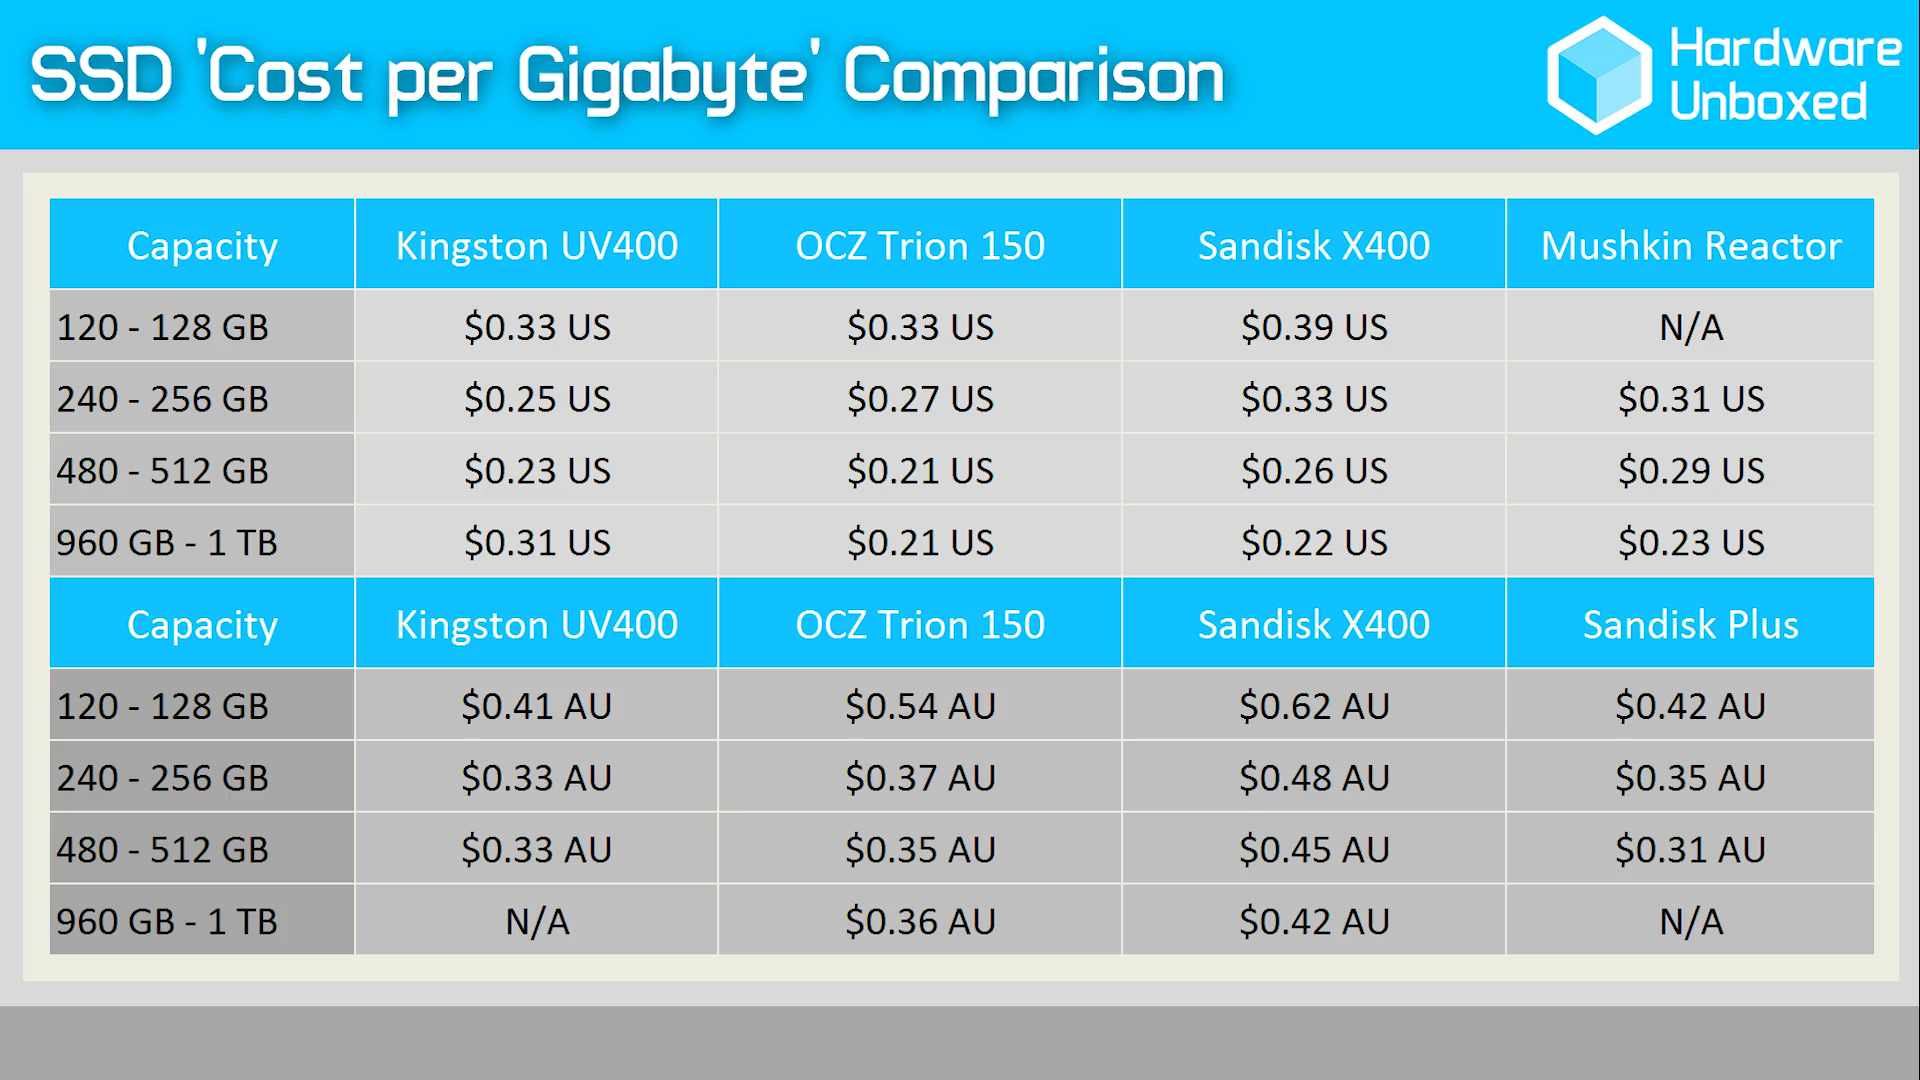 SSD 'Cost per Gigabyte' Comparison
Hardware
Unboxed
Capacity Kingston UV400 OCZ Trion 150 Sandisk X400 Mushkin Reactor
120 - 128 GB $0.33 US $0.33 US $0.39 US N/A
240 - 256 GB $0.25 US $0.27 US $0.33 US $0.31 US
480 - 512 GB $0.23 US $0.21 US $0.26 US $0.29 US
960 GB - 1 TB $0.31 US $0.21 US $0.22 US $0.23 US
Capacity Kingston UV400 OCZ Trion 150 Sandisk X400 Sandisk Plus
120 - 128 GB $0.41 AU $0.54 AU $0.62 AU $0.42 AU
240 - 256 GB $0.33 AU $0.37 AU $0.48 AU $0.35 AU
480 - 512 GB $0.33 AU $0.35 AU $0.45 AU $0.31 AU
960 GB - 1 TB N/A $0.36 AU $0.42 AU N/A